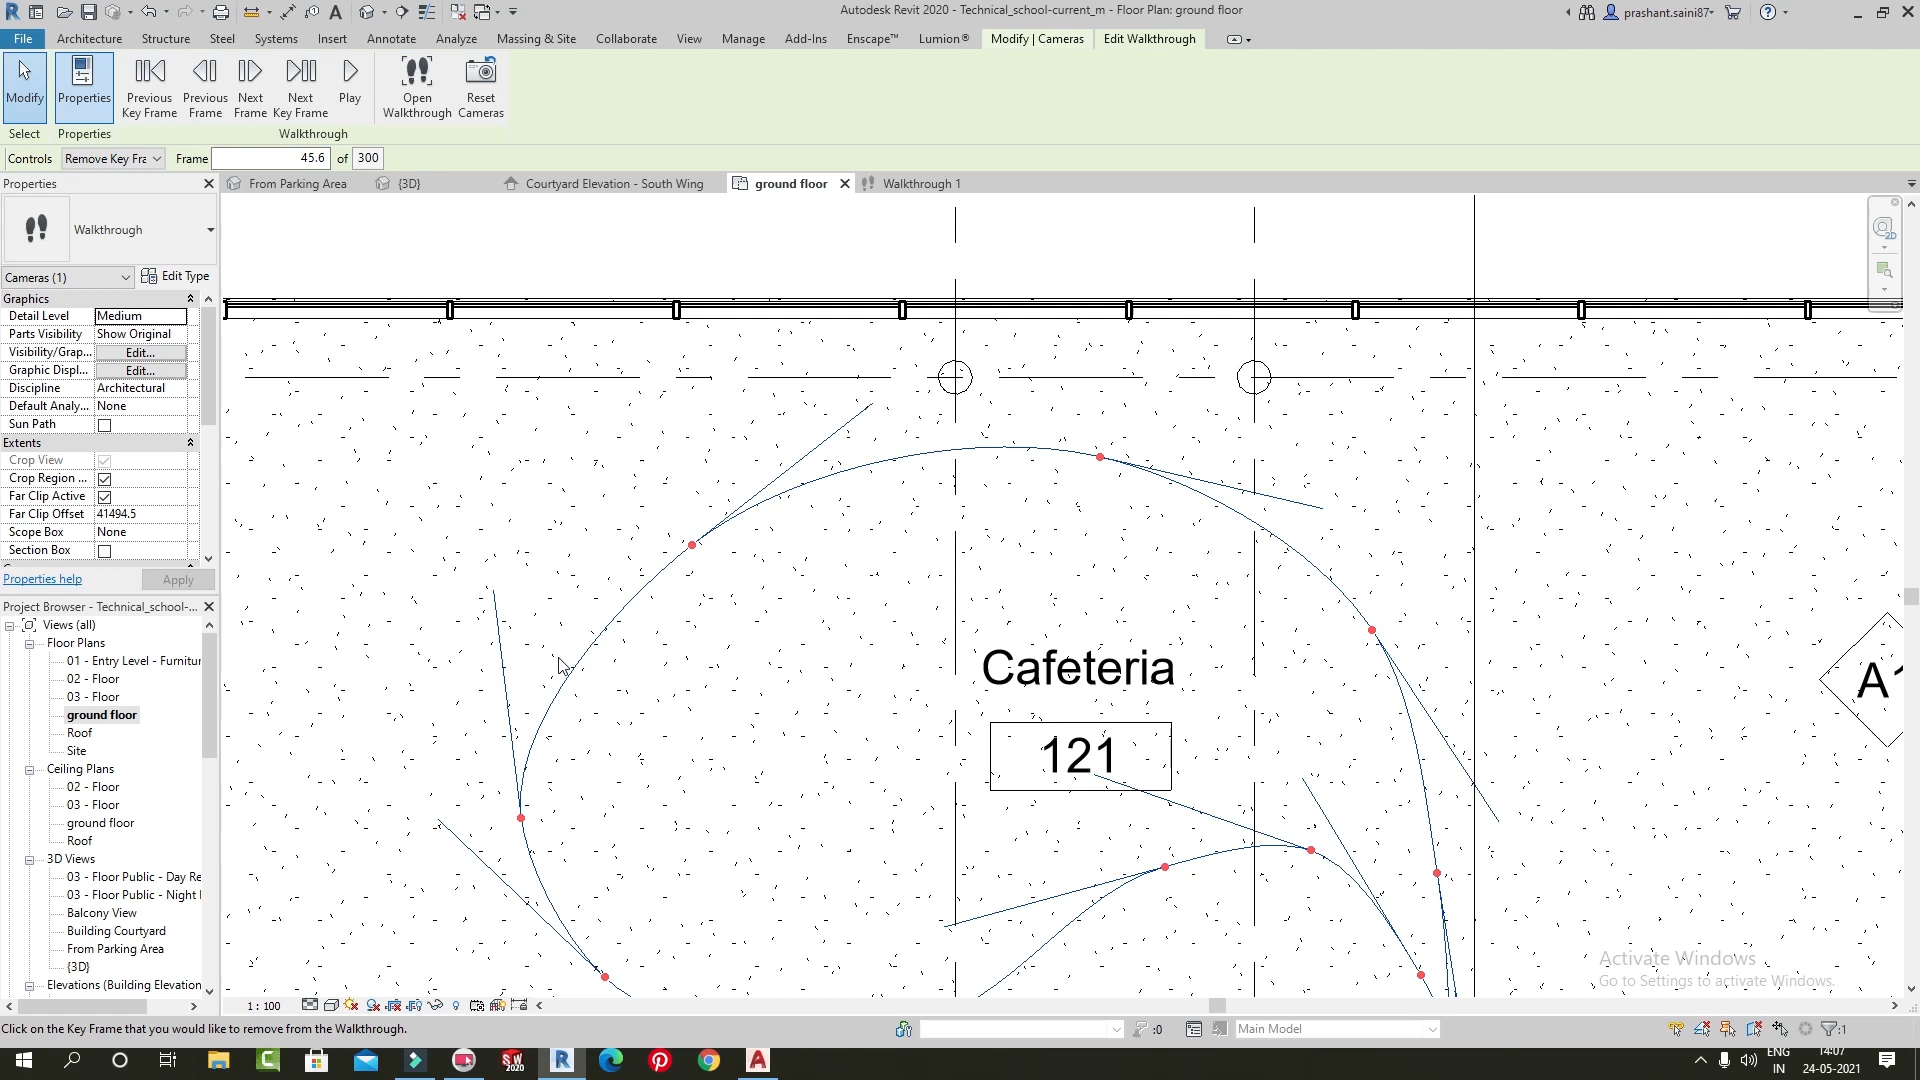 Autodesk Revit 2020 - Technical_school-current_m - Floor Plan: ground floor
prashant.saini87
File Architecture Structure Steel Systems Insert Annotate Analyze Massing & Site Collaborate View Manage Add-Ins Enscape™ Lumion® Modify | Cameras Edit Walkthrough
Modify Properties Previous Key Frame Previous Frame Next Frame Next Key Frame Play Open Walkthrough Reset Cameras
Select Properties Walkthrough
Controls Remove Key Fra Frame 45.6 of 300
Properties From Parking Area {3D} Courtyard Elevation - South Wing ground floor Walkthrough 1
Walkthrough
Cameras (1) Edit Type
Graphics
Detail Level Medium
Parts Visibility Show Original
Visibility/Grap... Edit...
Graphic Displ... Edit...
Discipline Architectural
Default Analy... None
Sun Path
Extents
Crop View
Crop Region ...
Far Clip Active
Far Clip Offset 41494.5
Scope Box None
Section Box
Properties help Apply
Project Browser - Technical_school-...
Views (all)
Floor Plans
01 - Entry Level - Furnitur
02 - Floor
03 - Floor
ground floor
Roof
Site
Ceiling Plans
02 - Floor
03 - Floor
ground floor
Roof
3D Views
03 - Floor Public - Day Re
03 - Floor Public - Night
Balcony View
Building Courtyard
From Parking Area
{3D}
Elevations (Building Elevation
Cafeteria
121
A1
Activate Windows
Go to Settings to activate Windows.
1 : 100
Click on the Key Frame that you would like to remove from the Walkthrough.
:0 Main Model :1
SW 2020
ENG
IN
14:07
24-05-2021